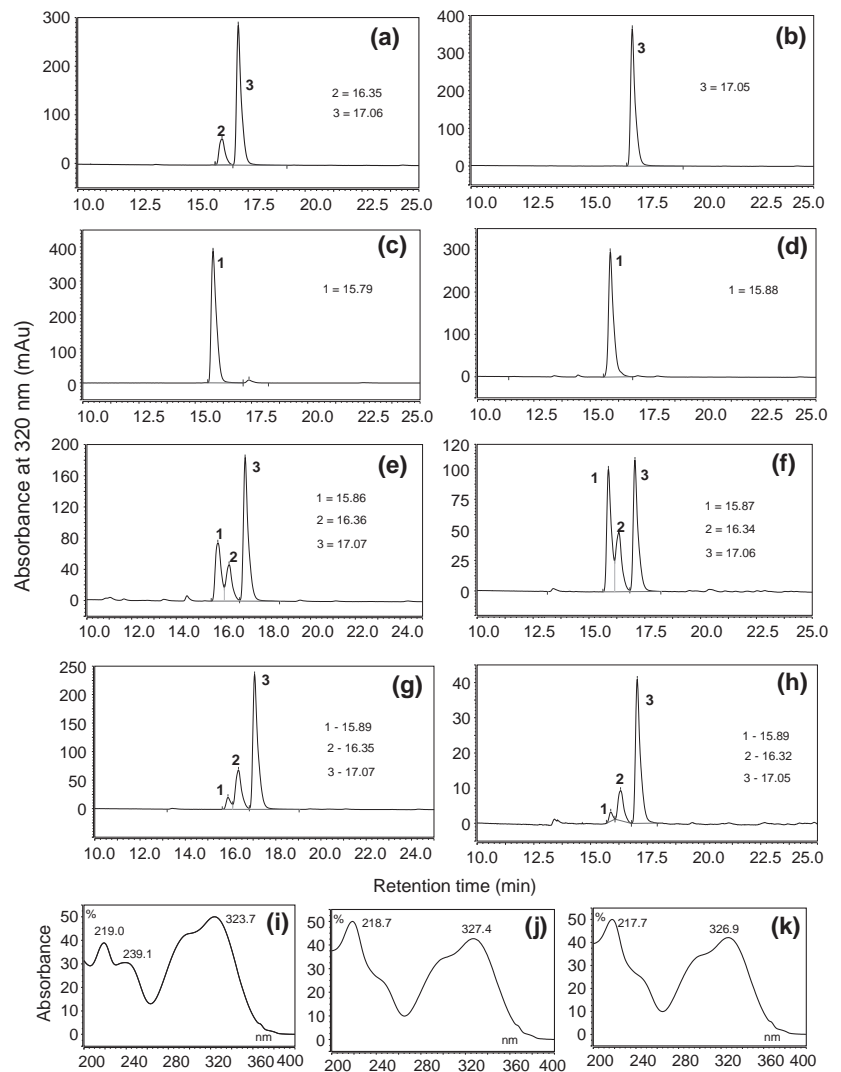 Absorbance at 320 nm (mAu)
300
200
100
0
(a)
2
3
2 = 16.35
3 = 17.06
10.0 12.5 15.0 17.5 20.0 22.5 25.0
400
300
200
100
0
(b)
3
3 = 17.05
10.0 12.5 15.0 17.5 20.0 22.5 25.0
400
300
200
100
0
(c)
1
1 = 15.79
10.0 12.5 15.0 17.5 20.0 22.5 25.0
300
200
100
0
(d)
1
1 = 15.88
10.0 12.5 15.0 17.5 20.0 22.5 25.0
200
160
120
80
40
0
(e)
1
2
3
1 = 15.86
2 = 16.36
3 = 17.07
10.0 12.0 14.0 16.0 18.0 20.0 22.0 24.0
120
100
75
50
25
0
(f)
1
2
3
1 = 15.87
2 = 16.34
3 = 17.06
10.0 12.5 15.0 17.5 20.0 22.5 25.0
250
200
150
100
50
0
(g)
1
2
3
1 - 15.89
2 - 16.35
3 - 17.07
10.0 12.0 14.0 16.0 18.0 20.0 22.0 24.0
40
30
20
10
0
(h)
1
2
3
1 - 15.89
2 - 16.32
3 - 17.05
10.0 12.5 15.0 17.5 20.0 22.5 25.0
Retention time (min)
Absorbance
50
40
30
20
10
0
%
(i)
219.0
239.1
323.7
nm
200 240 280 320 360 400
50
40
30
20
10
0
%
(j)
218.7
327.4
nm
200 240 280 320 360 400
50
40
30
20
10
0
%
(k)
217.7
326.9
nm
200 240 280 320 360 400